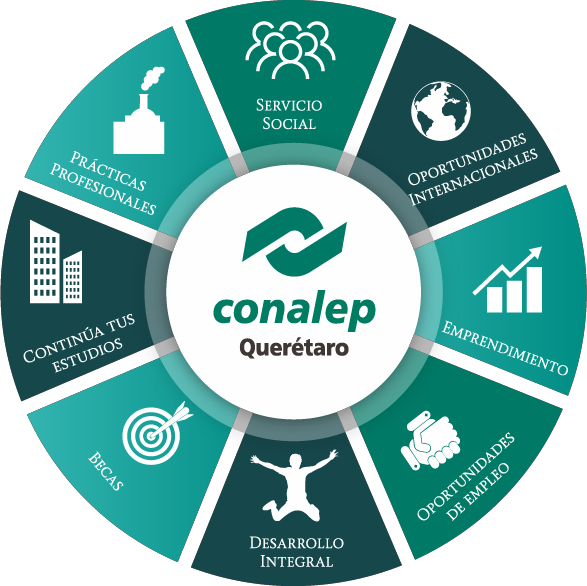 SERVICIO
SOCIAL
OPORTUNIDADES
INTERNACIONALES
EMPRENDIMIENTO
OPORTUNIDADES
DE EMPLEO
DESARROLLO
INTEGRAL
BECAS
CONTINÚA TUS
ESTUDIOS
PRÁCTICAS
PROFESIONALES
conalep
Querétaro